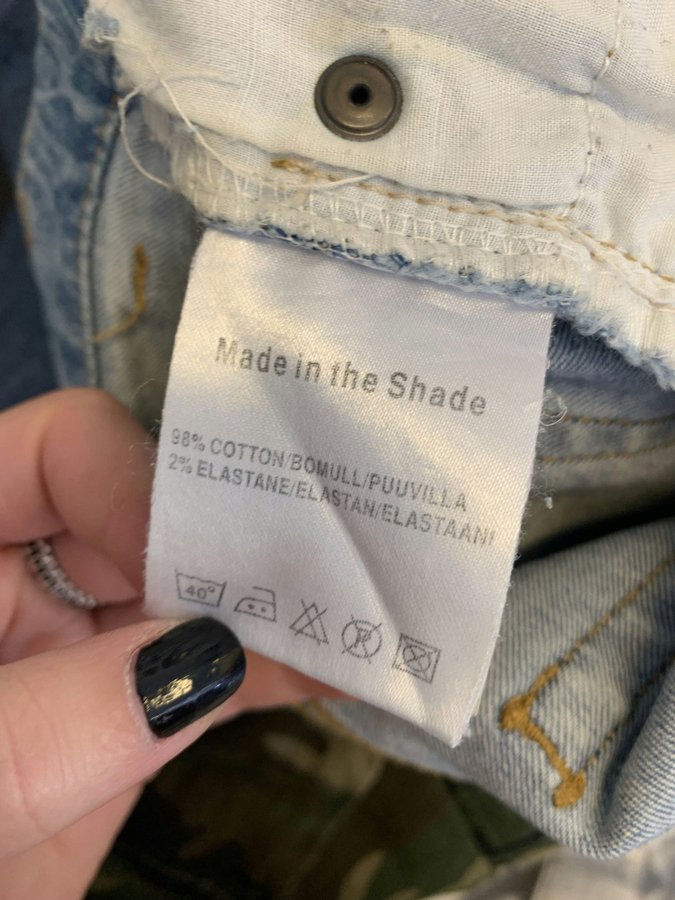 Made in the Shade
98% COTTON/BOMULL/PUUVILLA
2% ELASTANE/ELASTAN/ELASTAANI
40°
P